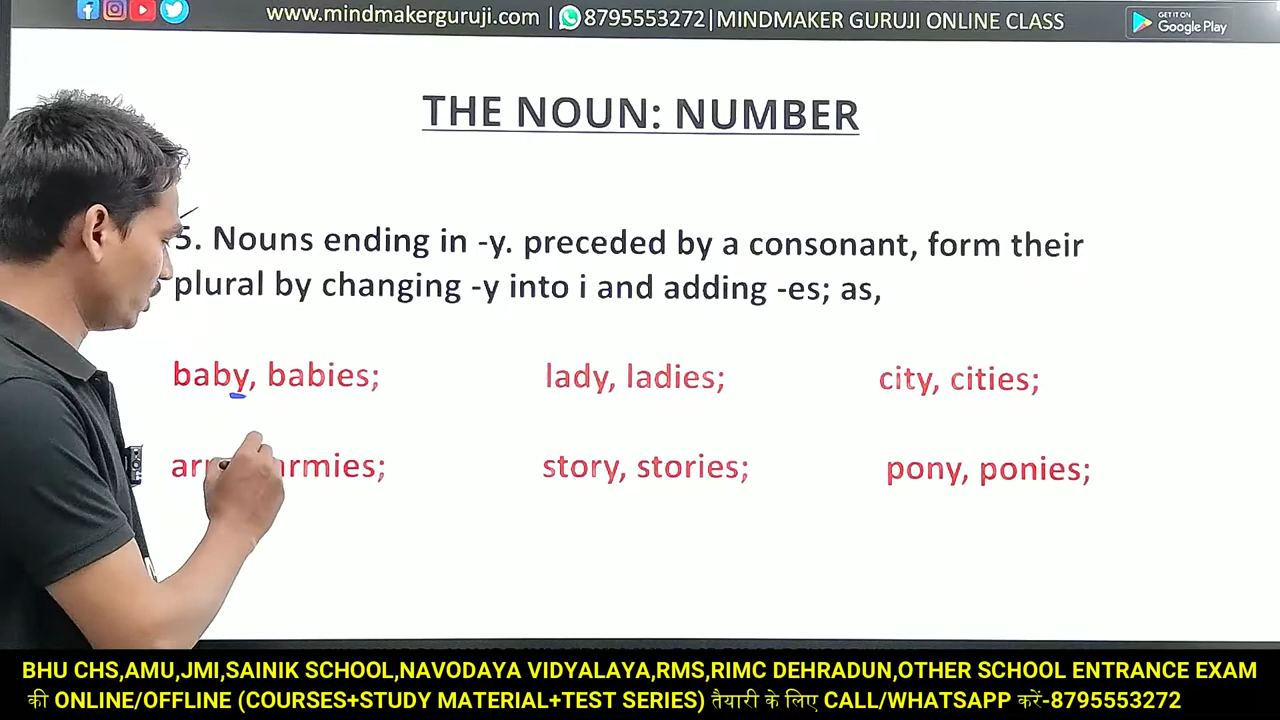 www.mindmakerguruji.com | 8795553272|MINDMAKER GURUJI ONLINE CLASS
GET IT ON
Google Play
THE NOUN: NUMBER
5. Nouns ending in -y. preceded by a consonant, form their
plural by changing -y into i and adding -es; as,
baby, babies; lady, ladies; city, cities;
armies; story, stories; pony, ponies;
BHU CHS,AMU,JMI,SAINIK SCHOOL,NAVODAYA VIDYALAYA,RMS,RIMC DEHRADUN,OTHER SCHOOL ENTRANCE EXAM
की ONLINE/OFFLINE (COURSES+STUDY MATERIAL+TEST SERIES) तैयारी के लिए CALL/WHATSAPP करें-8795553272